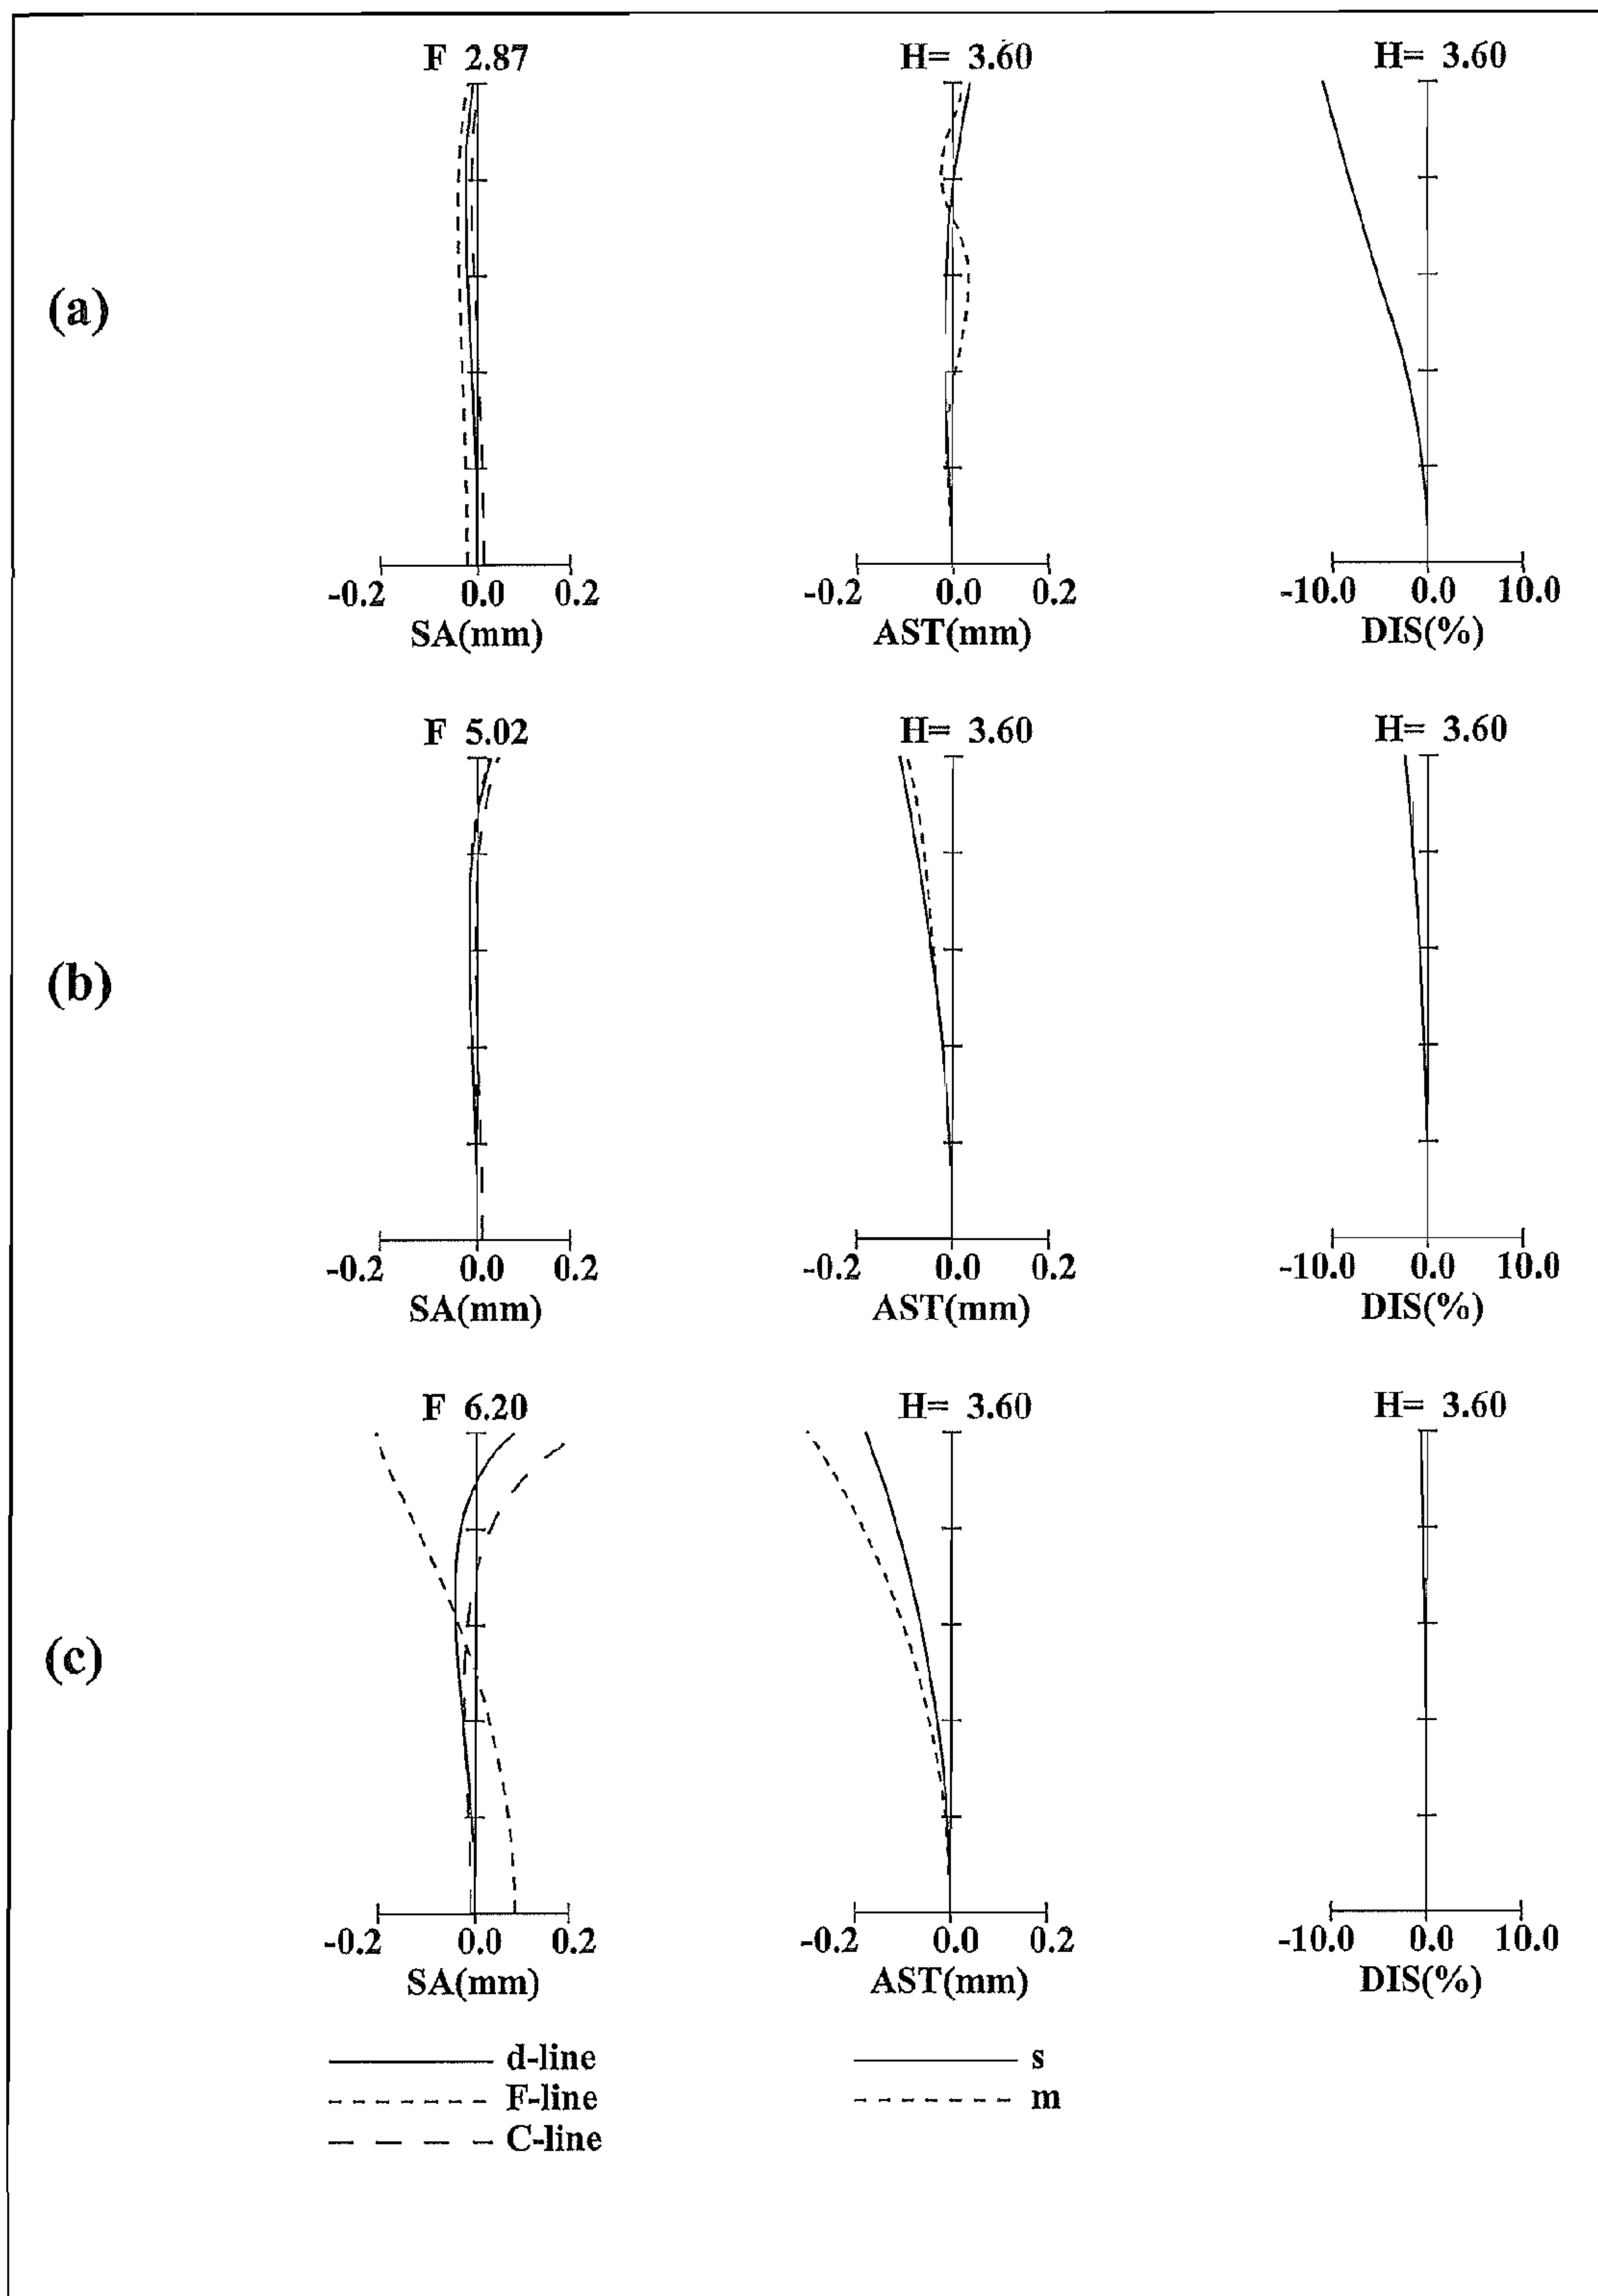 F 2.87 H= 3.60 H= 3.60
(a)
-0.2 0.0 0.2 -0.2 0.0 0.2 -10.0 0.0 10.0
SA(mm) AST(mm) DIS(%)
F 5.02 H= 3.60 H= 3.60
(b)
-0.2 0.0 0.2 -0.2 0.0 0.2 -10.0 0.0 10.0
SA(mm) AST(mm) DIS(%)
F 6.20 H= 3.60 H= 3.60
(c)
-0.2 0.0 0.2 -0.2 0.0 0.2 -10.0 0.0 10.0
SA(mm) AST(mm) DIS(%)
d-line s
F-line m
C-line